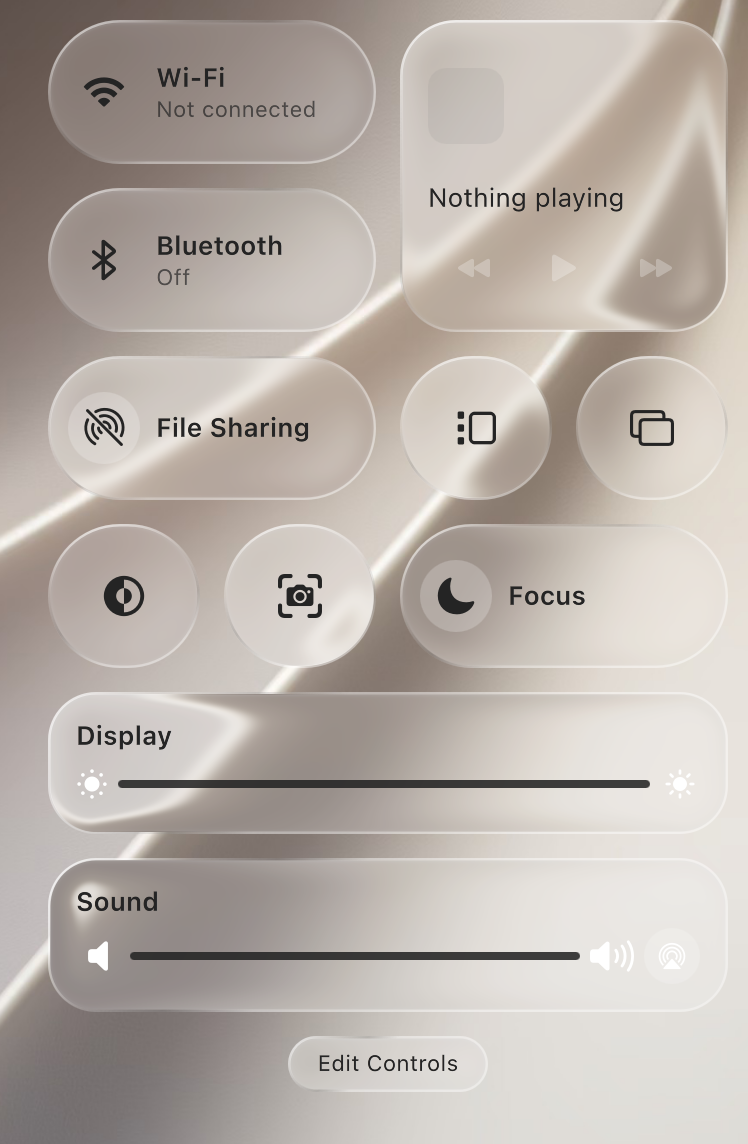 Wi-Fi
Not connected
Nothing playing
Bluetooth
Off
File Sharing
Focus
Display
Sound
Edit Controls